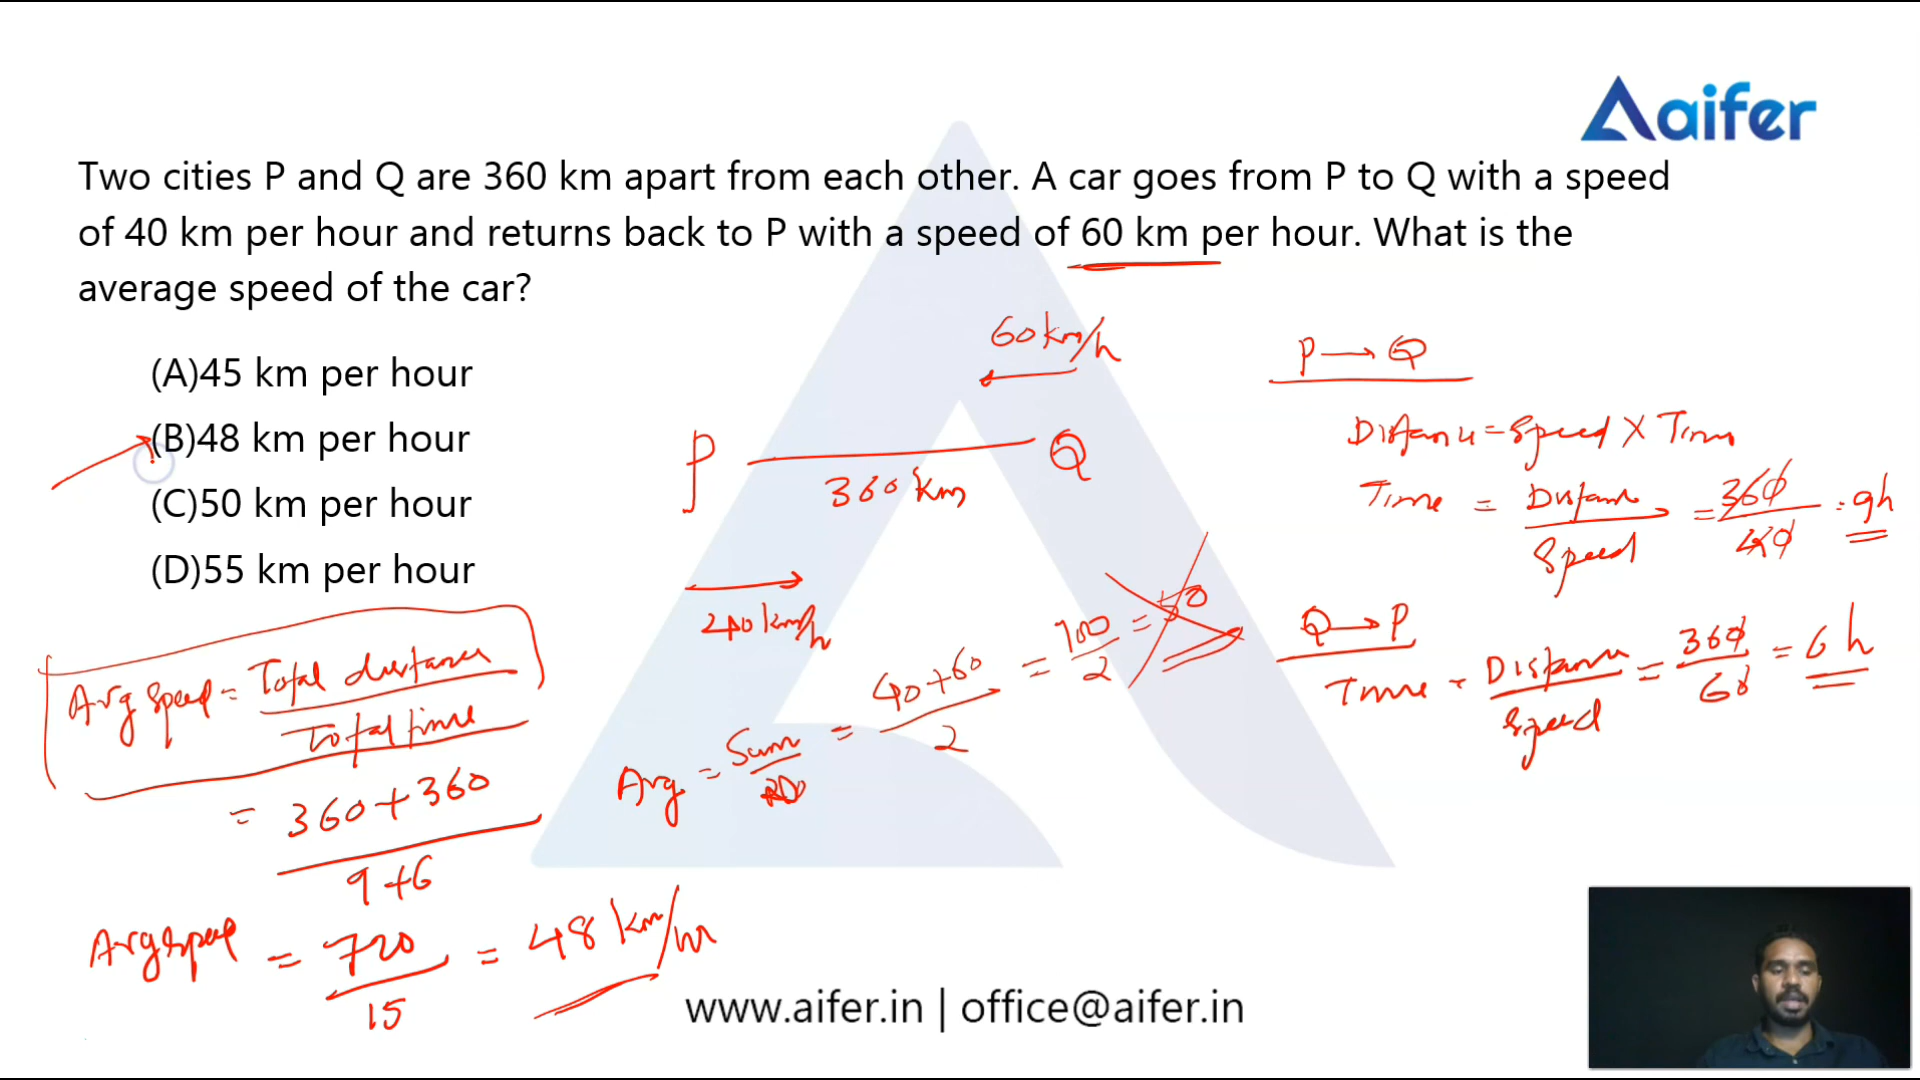 aifer
Two cities P and Q are 360 km apart from each other. A car goes from P to Q with a speed
of 40 km per hour and returns back to P with a speed of 60 km per hour. What is the
average speed of the car?
(A)45 km per hour
(B)48 km per hour
(C)50 km per hour
(D)55 km per hour
60 km/h
P Q
360 km
40 km/h
P → Q
Distance = Speed X Time
Time = Distance / Speed = 360 / 40 = 9h
Q → P
Time = Distance / Speed = 360 / 60 = 6 h
Avg = Sum / = 40+60 / 2 = 100 / 2 = 50
Avg Speed = Total distance / Total time
= 360+360 / 9+6
Avg Speed = 720 / 15 = 48 km/hr
www.aifer.in | office@aifer.in